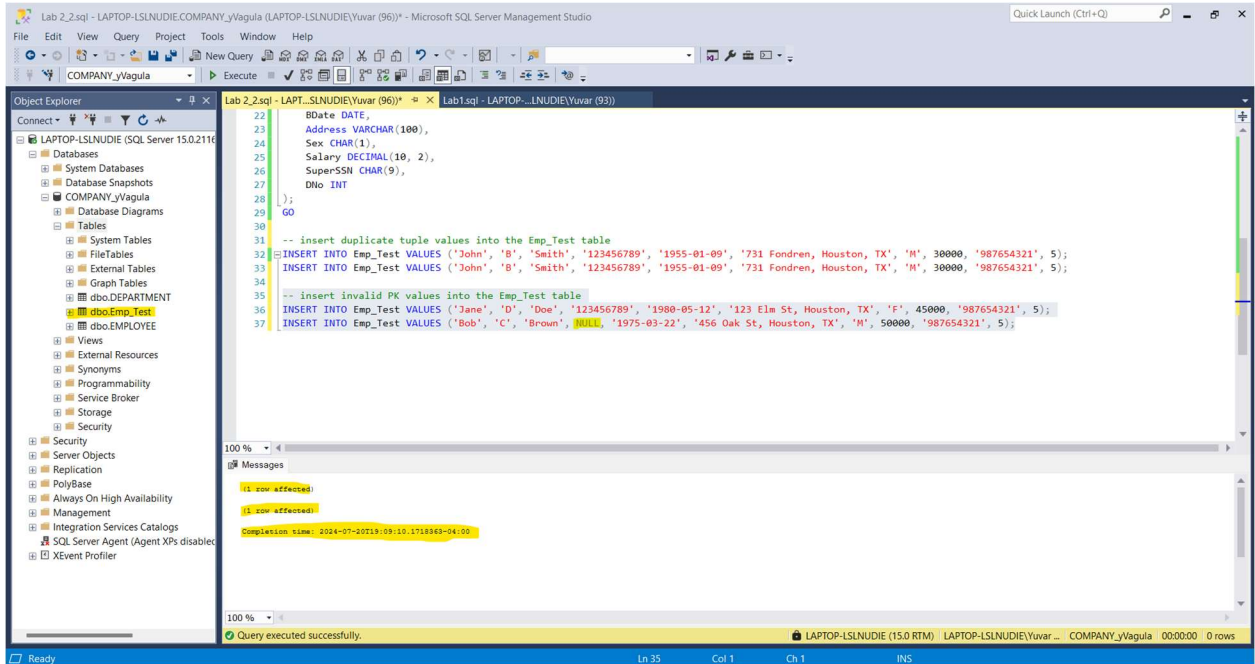 Lab 2_2.sql - LAPTOP-LSLNUDIE.COMPANY_yVagula (LAPTOP-LSLNUDIE\Yuvar (96))* - Microsoft SQL Server Management Studio
Quick Launch (Ctrl+Q)
File Edit View Query Project Tools Window Help
New Query
COMPANY_yVagula
Execute
Object Explorer
Lab 2_2.sql - LAPT...SLNUDIE\Yuvar (96))*
Lab1.sql - LAPTOP-...LNUDIE\Yuvar (93))
Connect
LAPTOP-LSLNUDIE (SQL Server 15.0.2116
Databases
System Databases
Database Snapshots
COMPANY_yVagula
Database Diagrams
Tables
System Tables
FileTables
External Tables
Graph Tables
dbo.DEPARTMENT
dbo.Emp_Test
dbo.EMPLOYEE
Views
External Resources
Synonyms
Programmability
Service Broker
Storage
Security
Security
Server Objects
Replication
PolyBase
Always On High Availability
Management
Integration Services Catalogs
SQL Server Agent (Agent XPs disablec
XEvent Profiler
22 BDate DATE,
23 Address VARCHAR(100),
24 Sex CHAR(1),
25 Salary DECIMAL(10, 2),
26 SuperSSN CHAR(9),
27 DNo INT
28 );
29 GO
30
31 -- insert duplicate tuple values into the Emp_Test table
32 INSERT INTO Emp_Test VALUES ('John', 'B', 'Smith', '123456789', '1955-01-09', '731 Fondren, Houston, TX', 'M', 30000, '987654321', 5);
33 INSERT INTO Emp_Test VALUES ('John', 'B', 'Smith', '123456789', '1955-01-09', '731 Fondren, Houston, TX', 'M', 30000, '987654321', 5);
34
35 -- insert invalid PK values into the Emp_Test table
36 INSERT INTO Emp_Test VALUES ('Jane', 'D', 'Doe', '123456789', '1980-05-12', '123 Elm St, Houston, TX', 'F', 45000, '987654321', 5);
37 INSERT INTO Emp_Test VALUES ('Bob', 'C', 'Brown', NULL, '1975-03-22', '456 Oak St, Houston, TX', 'M', 50000, '987654321', 5);
100 %
Messages
(1 row affected)
(1 row affected)
Completion time: 2024-07-20T19:09:10.1718363-04:00
100 %
Query executed successfully.
LAPTOP-LSLNUDIE (15.0 RTM) LAPTOP-LSLNUDIE\Yuvar ... COMPANY_yVagula 00:00:00 0 rows
Ready Ln 35 Col 1 Ch 1 INS